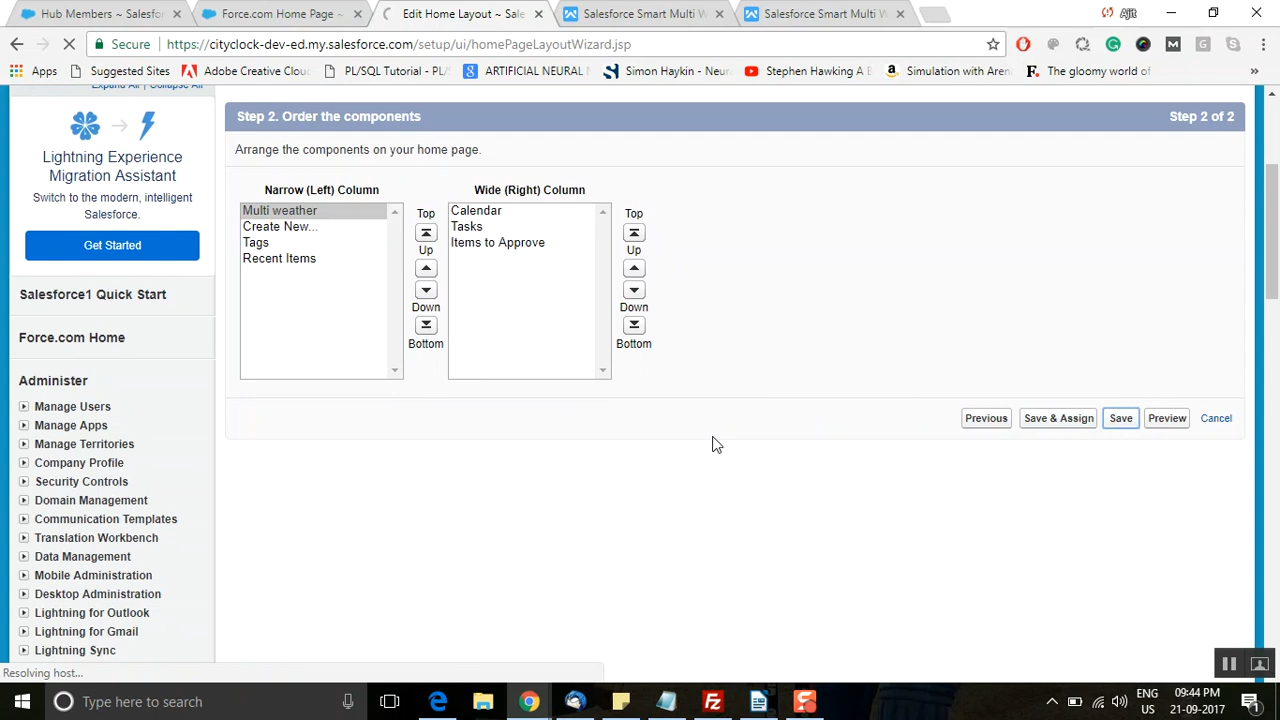 Hub Members ~ Salesfor
Force.com Home Page ~
Edit Home Layout ~ Sale
Salesforce Smart Multi W
Salesforce Smart Multi W
Ajit
Secure
https://cityclock-dev-ed.my.salesforce.com/setup/ui/homePageLayoutWizard.jsp
Apps
Suggested Sites
Adobe Creative Clou
PL/SQL Tutorial - PL/
ARTIFICIAL NEURAL
Simon Haykin - Neur
Stephen Hawking A B
Simulation with Aren
The gloomy world of
Expand All | Collapse All
Lightning Experience
Migration Assistant
Switch to the modern, intelligent
Salesforce.
Get Started
Salesforce1 Quick Start
Force.com Home
Administer
Manage Users
Manage Apps
Manage Territories
Company Profile
Security Controls
Domain Management
Communication Templates
Translation Workbench
Data Management
Mobile Administration
Desktop Administration
Lightning for Outlook
Lightning for Gmail
Lightning Sync
Step 2. Order the components
Step 2 of 2
Arrange the components on your home page.
Narrow (Left) Column
Multi weather
Create New...
Tags
Recent Items
Top
Up
Down
Bottom
Wide (Right) Column
Calendar
Tasks
Items to Approve
Top
Up
Down
Bottom
Previous
Save & Assign
Save
Preview
Cancel
Resolving host...
Type here to search
ENG
US
09:44 PM
21-09-2017